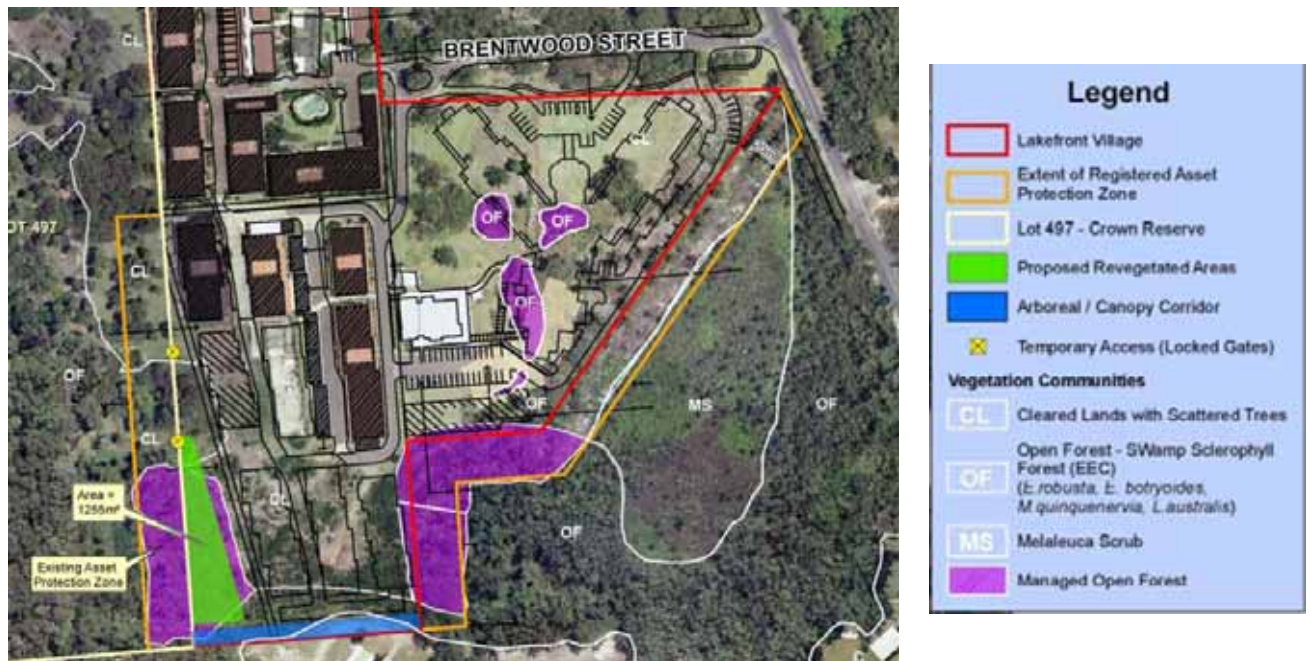 CL
BRENTWOOD STREET
CL
OT 497
OF
OF
CL
OF
OF
OF
MS
OF
CL
Area =
1255m²
CL
OF
Existing Asset
Protection Zone
Legend
Lakefront Village
Extent of Registered Asset
Protection Zone
Lot 497 - Crown Reserve
Proposed Revegetated Areas
Arboreal / Canopy Corridor
Temporary Access (Locked Gates)
Vegetation Communities
CL Cleared Lands with Scattered Trees
Open Forest - SWamp Sclerophyll
Forest (EEC)
OF (E.robusta, E. botryoides,
M.quinquenervia, L.australis)
MS Melaleuca Scrub
Managed Open Forest